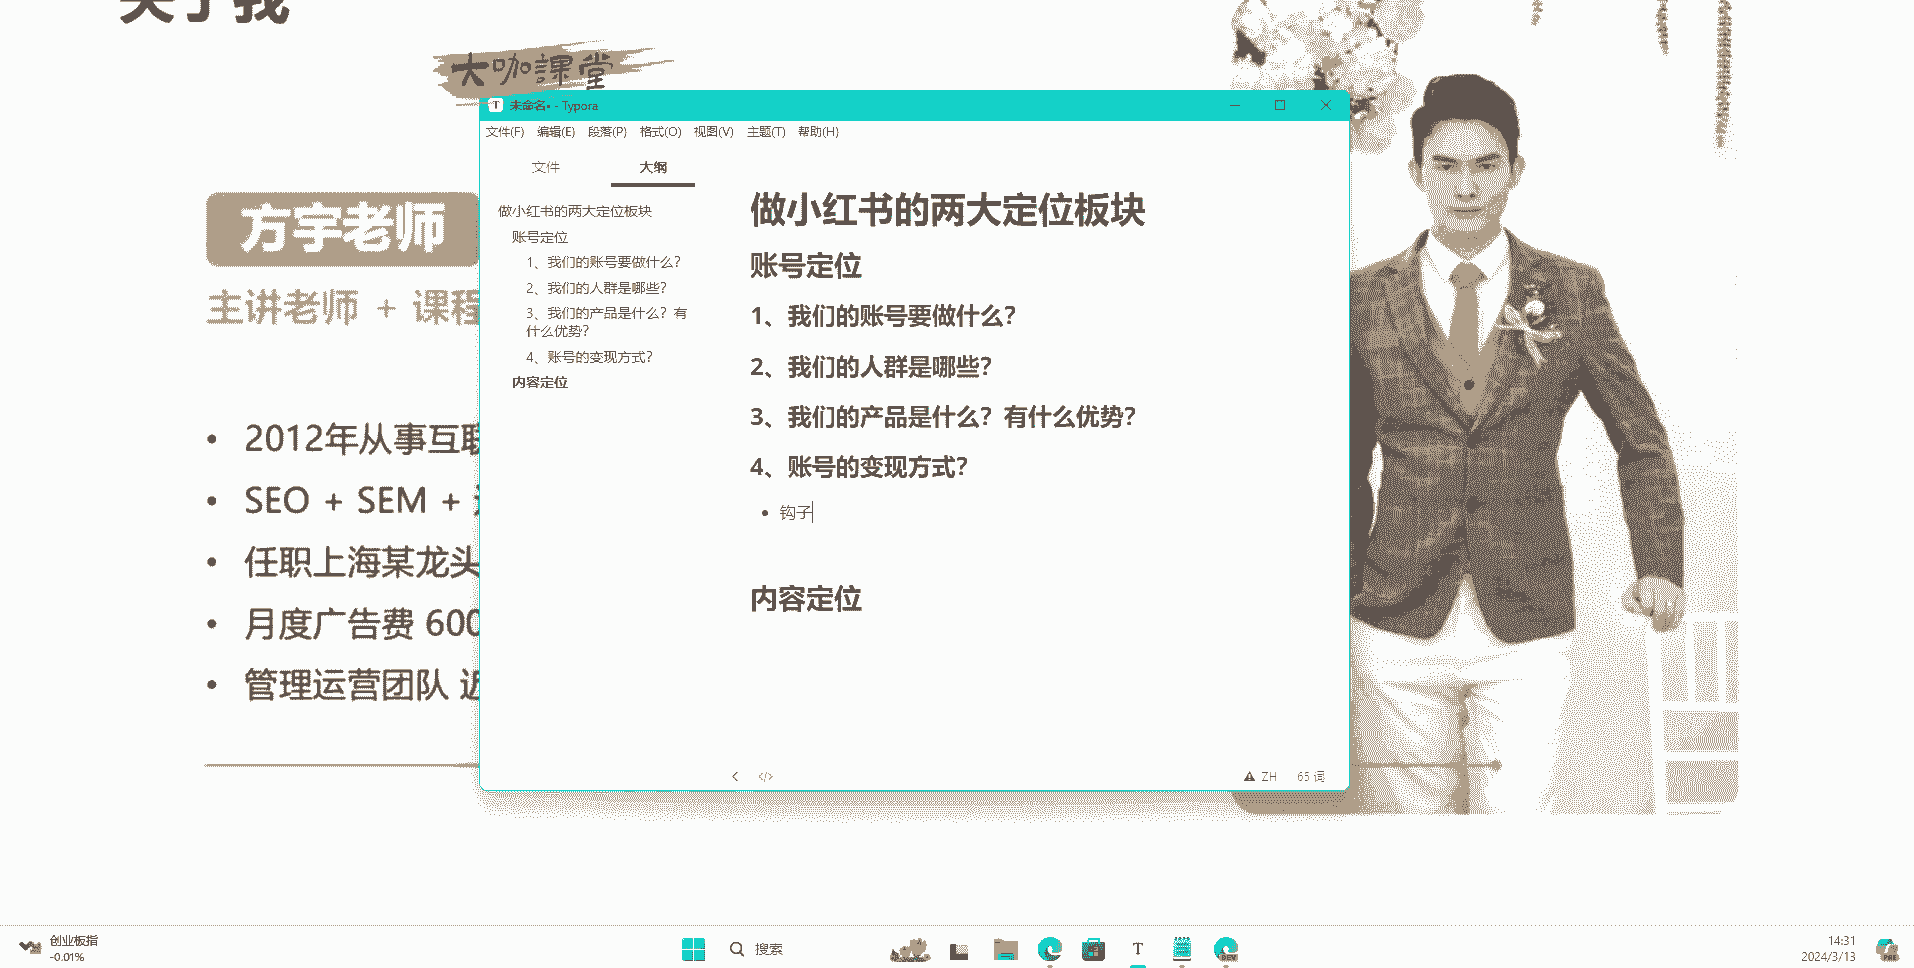 关于我
大咖課堂
未命名• - Typora
文件(F) 编辑(E) 段落(P) 格式(O) 视图(V) 主题(T) 帮助(H)
文件 大纲
做小红书的两大定位板块
账号定位
1、我们的账号要做什么?
2、我们的人群是哪些?
3、我们的产品是什么? 有
什么优势?
4、账号的变现方式?
内容定位
做小红书的两大定位板块
账号定位
1、我们的账号要做什么?
2、我们的人群是哪些?
3、我们的产品是什么? 有什么优势?
4、账号的变现方式?
• 钩子
内容定位
ZH 65 词
方宇老师
主讲老师 + 课程
• 2012年从事互联
• SEO + SEM +
• 任职上海某龙头
• 月度广告费 600
• 管理运营团队 近
创业板指
-0.01%
搜索
T
DEV
14:31
2024/3/13
PRE